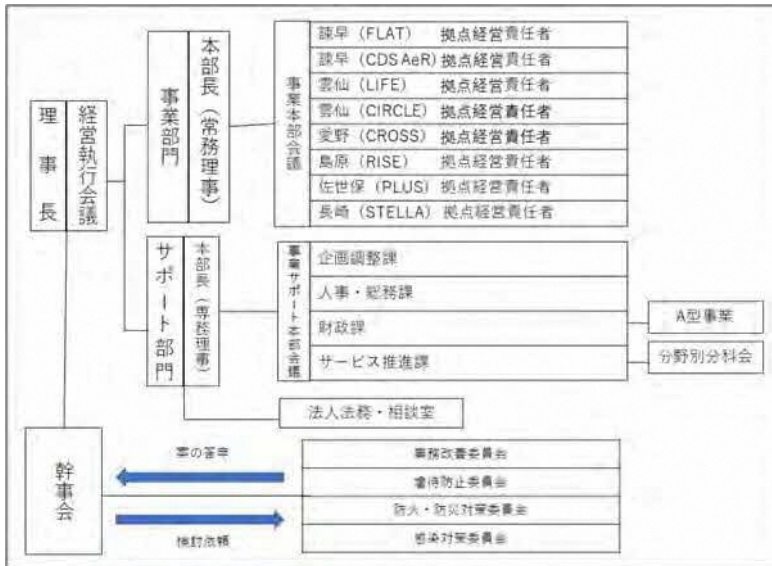 理事長
経営執行会議
事業部門
本部長（常務理事）
事業本部会議
諫早（FLAT） 拠点経営責任者
諫早（CDS AeR） 拠点経営責任者
雲仙（LIFE） 拠点経営責任者
雲仙（CIRCLE） 拠点経営責任者
愛野（CROSS） 拠点経営責任者
島原（RISE） 拠点経営責任者
佐世保（PLUS） 拠点経営責任者
長崎（STELLA） 拠点経営責任者
サポート部門
本部長（専務理事）
事業サポート本部会議
企画調整課
人事・総務課
財政課
サービス推進課
A型事業
分野別分科会
法人法務・相談室
幹事会
案の答申
検討依頼
業務改善委員会
虐待防止委員会
防火・防災対策委員会
感染対策委員会